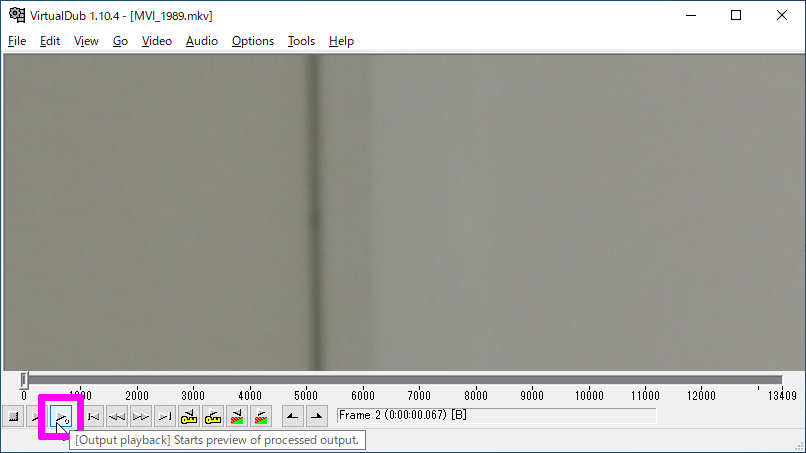 VirtualDub 1.10.4 - [MVI_1989.mkv]
File Edit View Go Video Audio Options Tools Help
0 1000 2000 3000 4000 5000 6000 7000 8000 9000 10000 11000 12000 13409
Frame 2 (0:00:00.067) [B]
[Output playback] Starts preview of processed output.